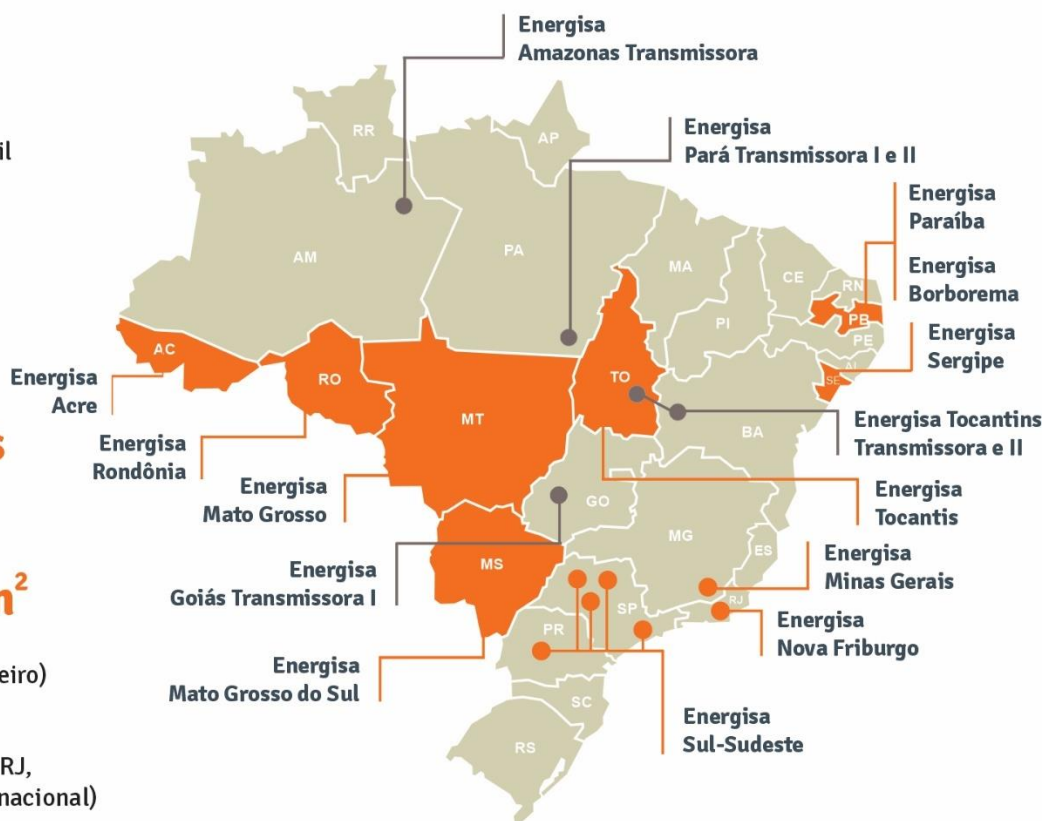 Energisa
Amazonas Transmissora
RR
AP
il
Energisa
Pará Transmissora I e II
Energisa
Paraíba
AM
PA
MA
CE
RN
Energisa
Borborema
PI
PB
PE
AC
RO
TO
AL
SE
Energisa
Sergipe
Energisa
Acre
MT
BA
Energisa Tocantins
Transmissora e II
s
Energisa
Rondônia
Energisa
Mato Grosso
GO
Energisa
Tocantis
MG
ES
MS
Energisa
Minas Gerais
Energisa
Goiás Transmissora I
²
SP
RJ
PR
Energisa
Nova Friburgo
eiro)
Energisa
Mato Grosso do Sul
SC
Energisa
Sul-Sudeste
RS
RJ,
nacional)